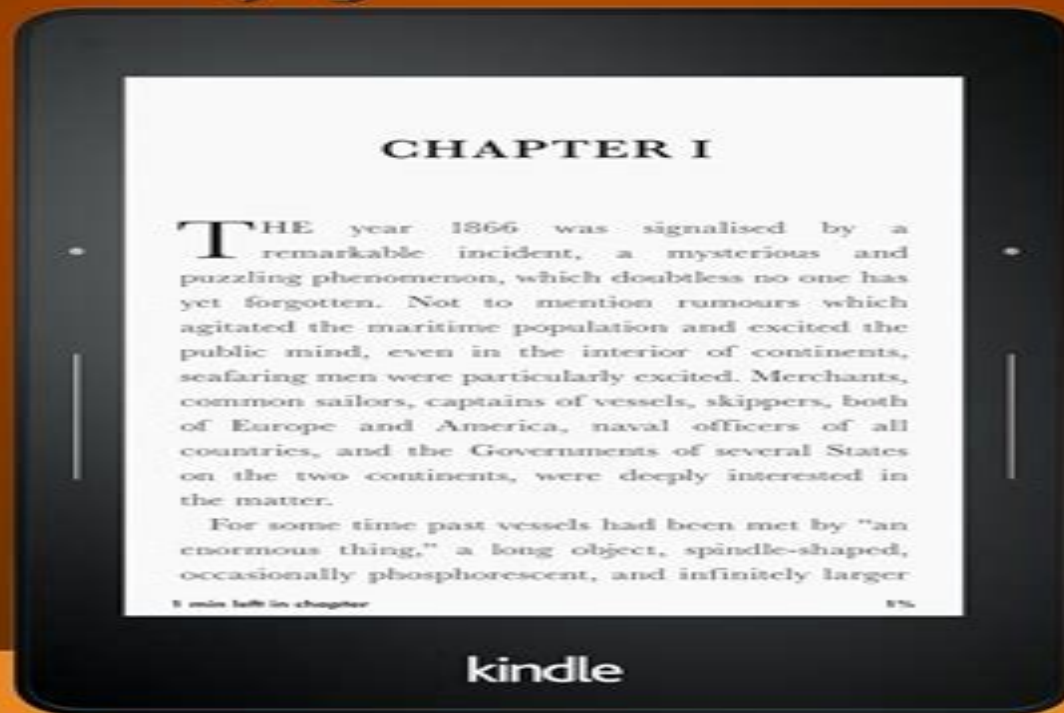 CHAPTER I
THE year 1866 was signalised by a
remarkable incident, a mysterious and
puzzling phenomenon, which doubtless no one has
yet forgotten. Not to mention rumours which
agitated the maritime population and excited the
public mind, even in the interior of continents,
seafaring men were particularly excited. Merchants,
common sailors, captains of vessels, skippers, both
of Europe and America, naval officers of all
countries, and the Governments of several States
on the two continents, were deeply interested in
the matter.
For some time past vessels had been met by "an
enormous thing," a long object, spindle-shaped,
occasionally phosphorescent, and infinitely larger
1 min left in chapter 1%
kindle